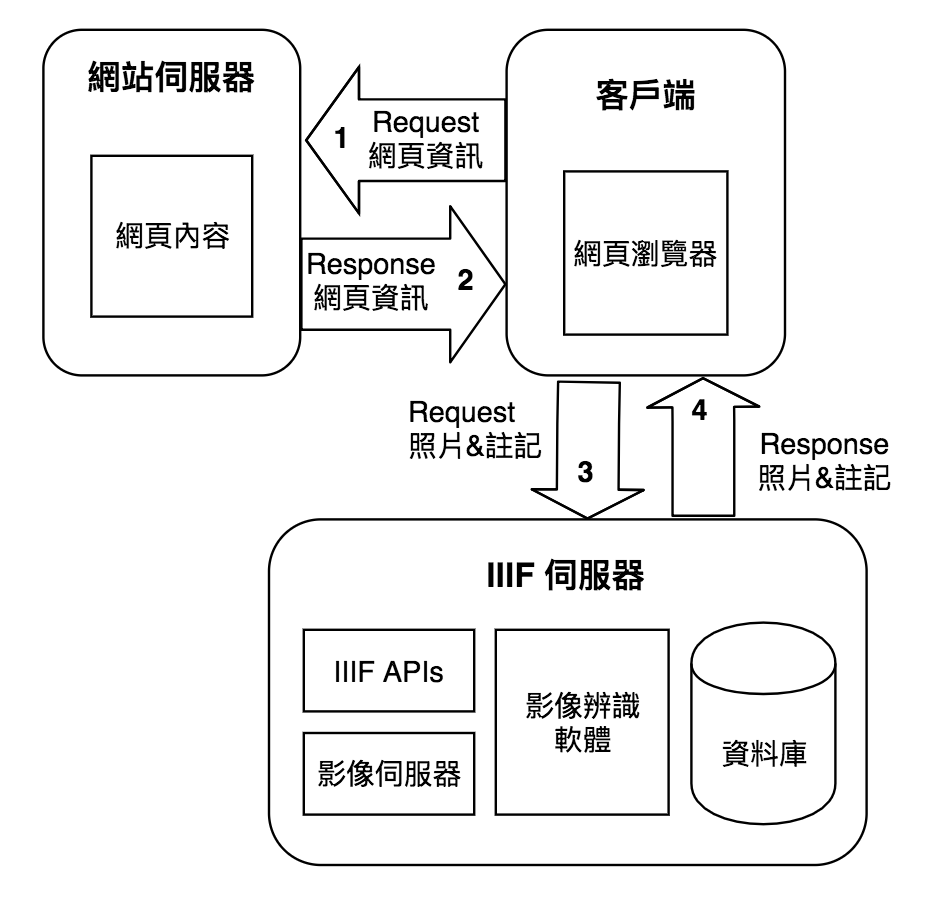 網站伺服器
網頁內容
1
Request
網頁資訊
Response
網頁資訊
2
客戶端
網頁瀏覽器
Request
照片&註記
3
4
Response
照片&註記
IIIF 伺服器
IIIF APIs
影像伺服器
影像辨識
軟體
資料庫